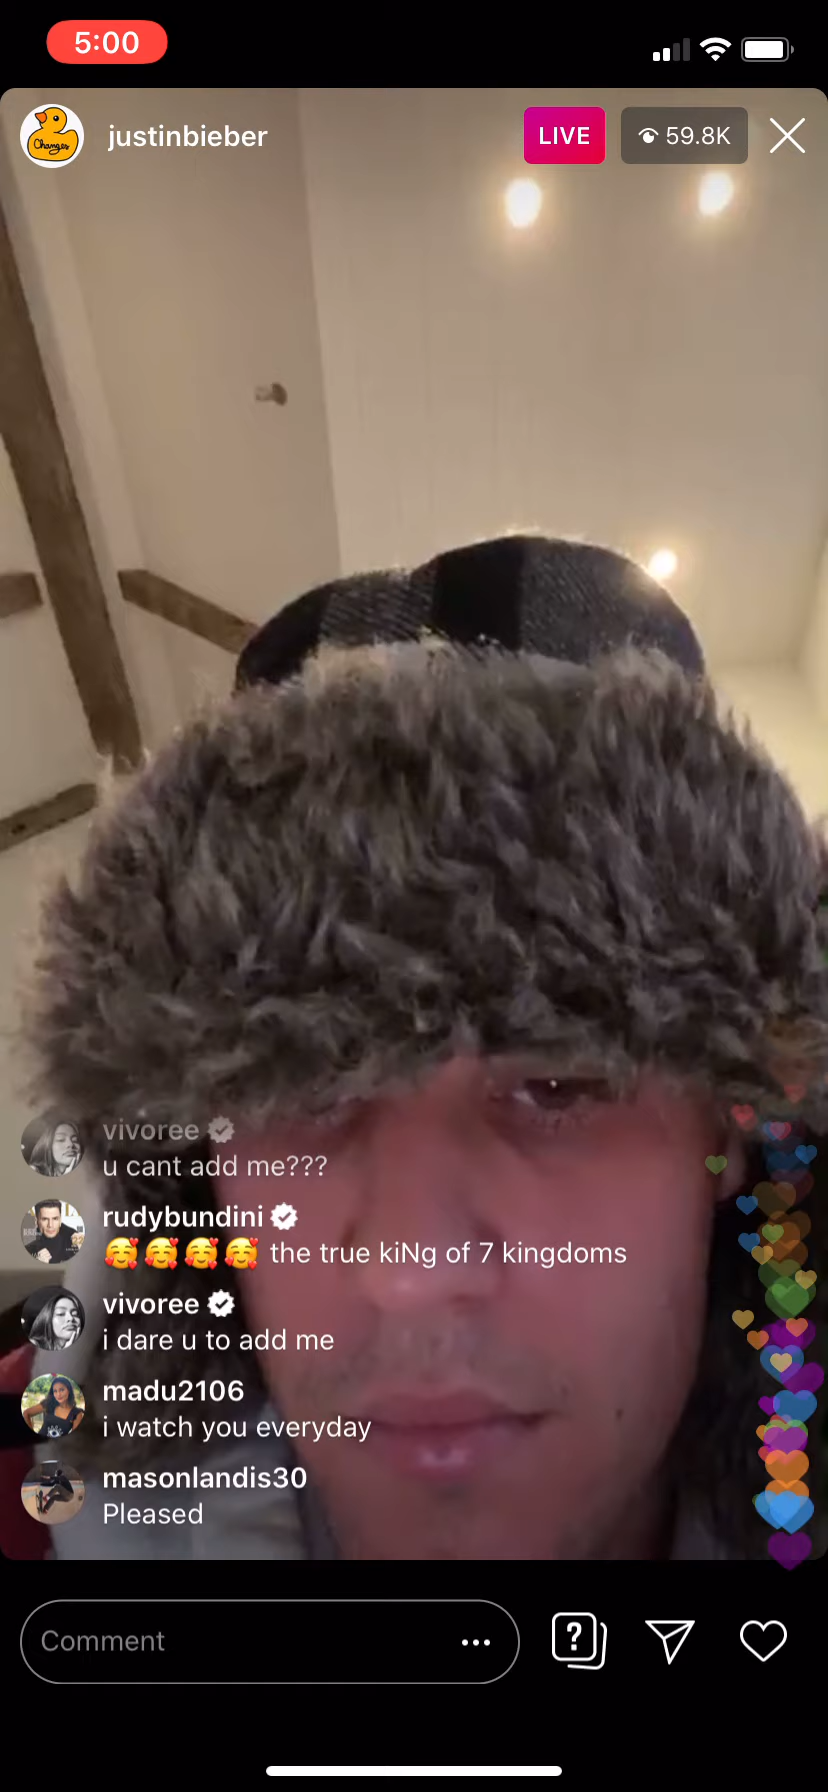 5:00
justinbieber
LIVE
59.8K
Changes
vivoree
u cant add me???
rudybundini
🥰🥰🥰🥰 the true kiNg of 7 kingdoms
vivoree
i dare u to add me
madu2106
i watch you everyday
masonlandis30
Pleased
Comment
?